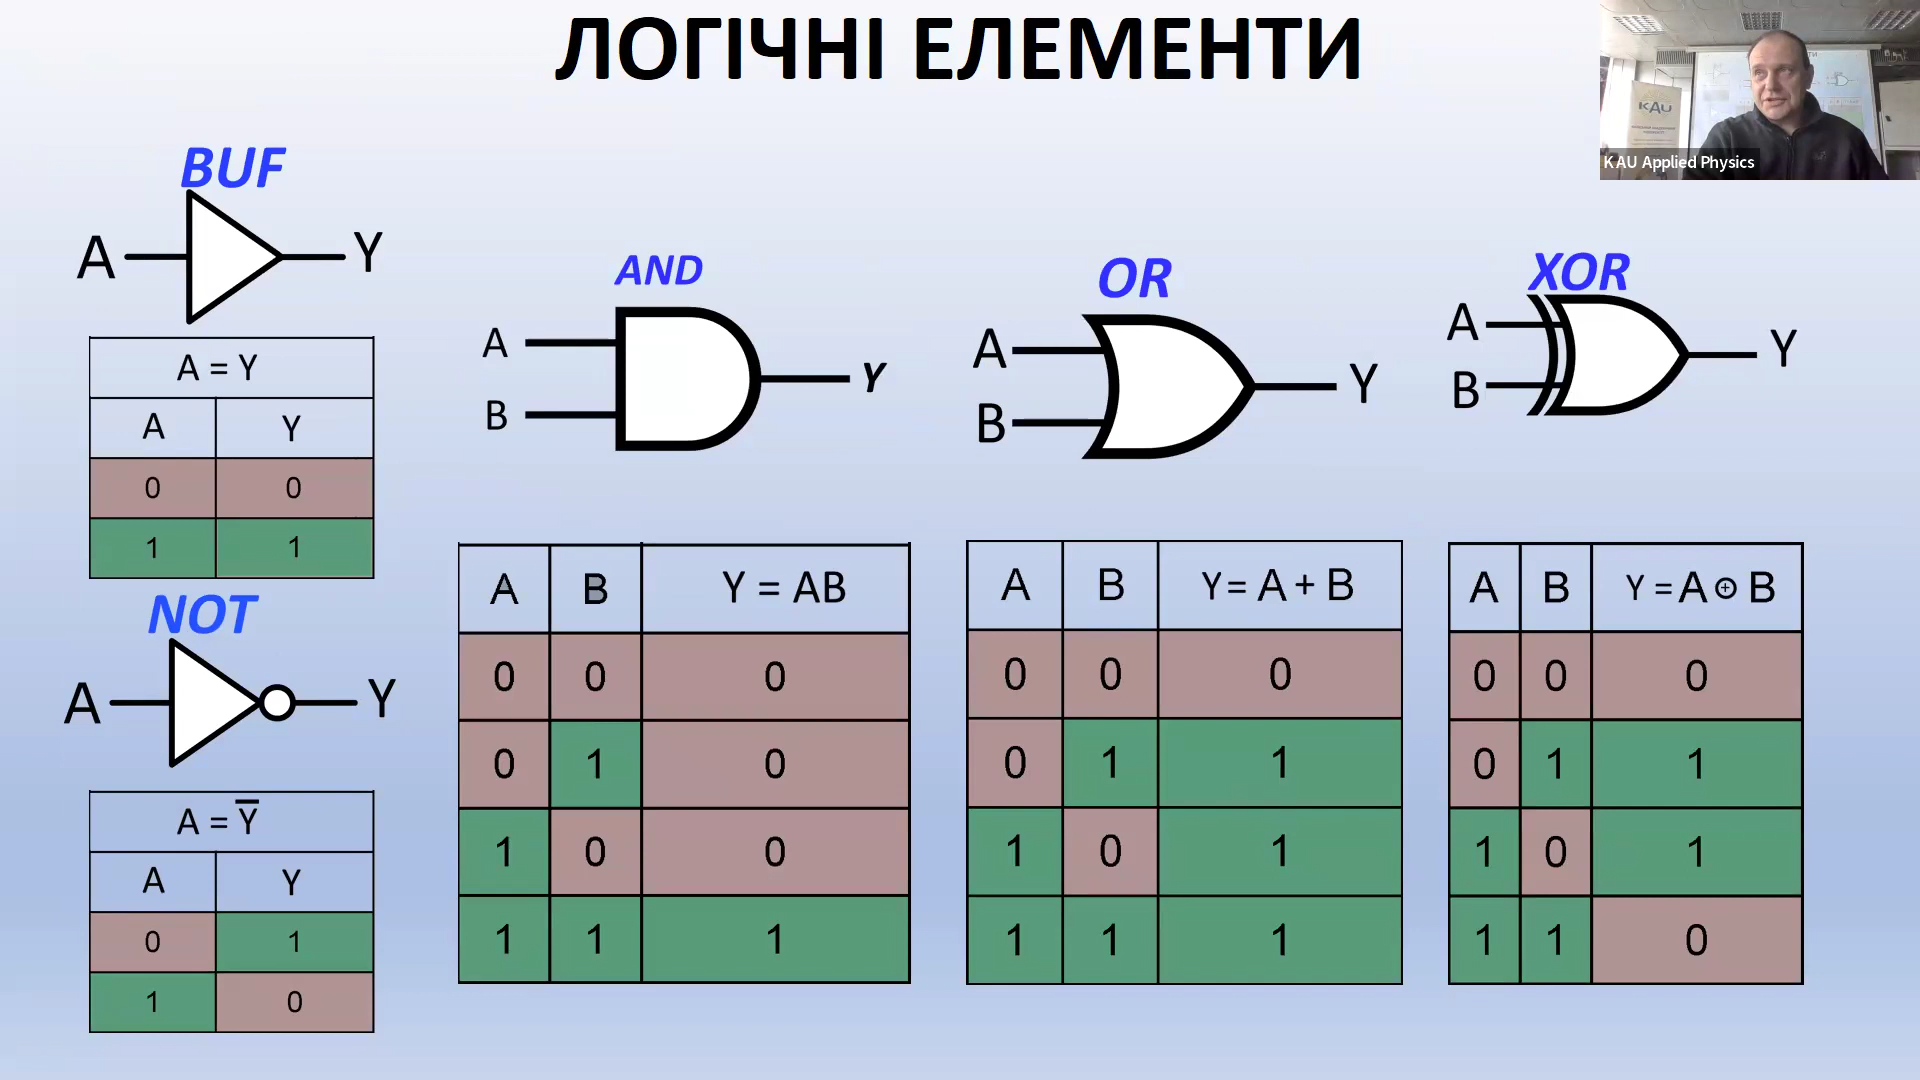 ЛОГІЧНІ ЕЛЕМЕНТИ
KAU
KAU Applied Physics
BUF
A Y
A = Y
A Y
0 0
1 1
NOT
A Y
A = Y̅
A Y
0 1
1 0
AND
A
B
Y
A B Y = AB
0 0 0
0 1 0
1 0 0
1 1 1
OR
A
B
Y
A B Y = A + B
0 0 0
0 1 1
1 0 1
1 1 1
XOR
A
B
Y
A B Y = A ⊕ B
0 0 0
0 1 1
1 0 1
1 1 0